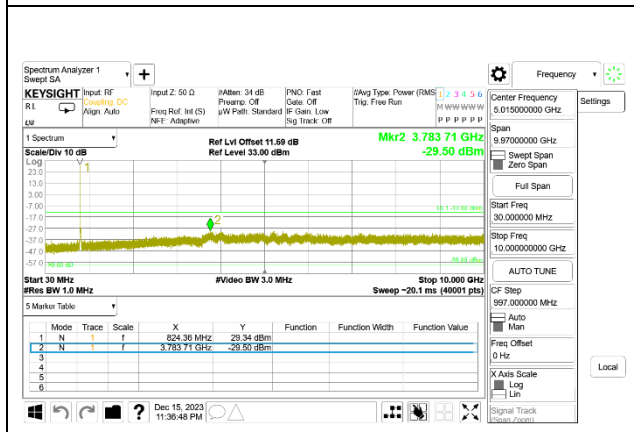 Spectrum Analyzer 1
Swept SA
+
Frequency
KEYSIGHT
Input: RF
Coupling: DC
Align: Auto
Input Z: 50 Ω
Freq Ref: Int (S)
NFE: Adaptive
#Atten: 34 dB
Preamp: Off
µW Path: Standard
PNO: Fast
Gate: Off
IF Gain: Low
Sig Track: Off
#Avg Type: Power (RMS
Trig: Free Run
1 2 3 4 5 6
M W W W W W
P P P P P P
RL
Settings
Center Frequency
5.015000000 GHz
Span
9.97000000 GHz
Swept Span
Zero Span
Full Span
Start Freq
30.000000 MHz
Stop Freq
10.000000000 GHz
AUTO TUNE
CF Step
997.000000 MHz
Auto
Man
Freq Offset
0 Hz
X Axis Scale
Log
Lin
Signal Track
(Span Zoom)
Local
1 Spectrum
Scale/Div 10 dB
Ref Lvl Offset 11.69 dB
Ref Level 33.00 dBm
Mkr2 3.783 71 GHz
-29.50 dBm
Log
23.0
13.0
3.00
-7.00
-17.0
-27.0
-37.0
-47.0
-57.0
1
2
Start 30 MHz
#Res BW 1.0 MHz
#Video BW 3.0 MHz
Stop 10.000 GHz
Sweep ~20.1 ms (40001 pts)
5 Marker Table
Mode Trace Scale X Y Function Function Width Function Value
1 N 1 f 824.36 MHz 29.34 dBm
2 N 1 f 3.783 71 GHz -29.50 dBm
3
4
5
6
?
Dec 15, 2023
11:36:48 PM